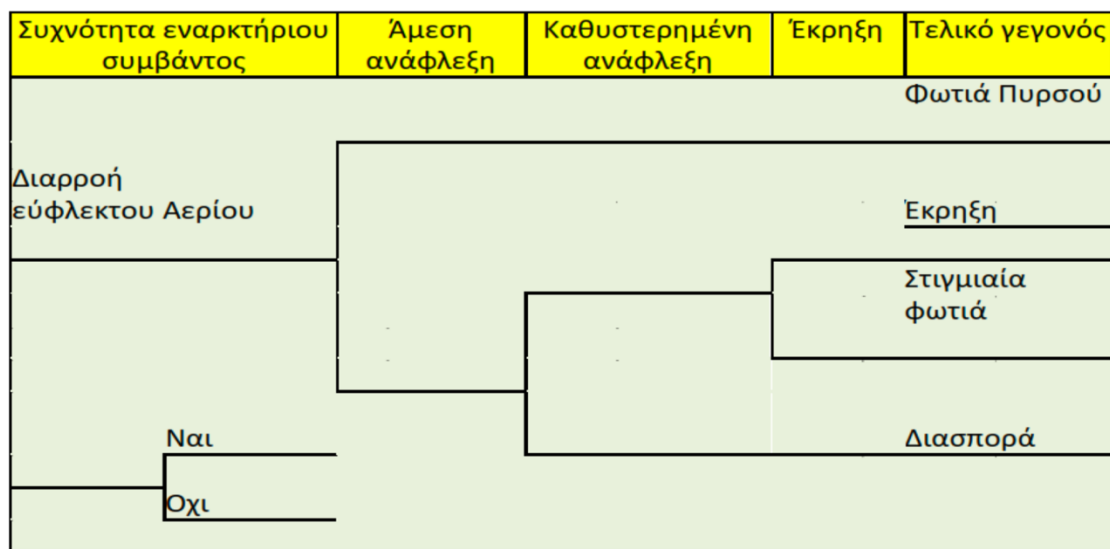 Συχνότητα εναρκτήριου
συμβάντος
Άμεση
ανάφλεξη
Καθυστερημένη
ανάφλεξη
Έκρηξη
Τελικό γεγονός
Φωτιά Πυρσού
Διαρροή
εύφλεκτου Αερίου
Έκρηξη
Στιγμιαία
φωτιά
Ναι
Διασπορά
Οχι